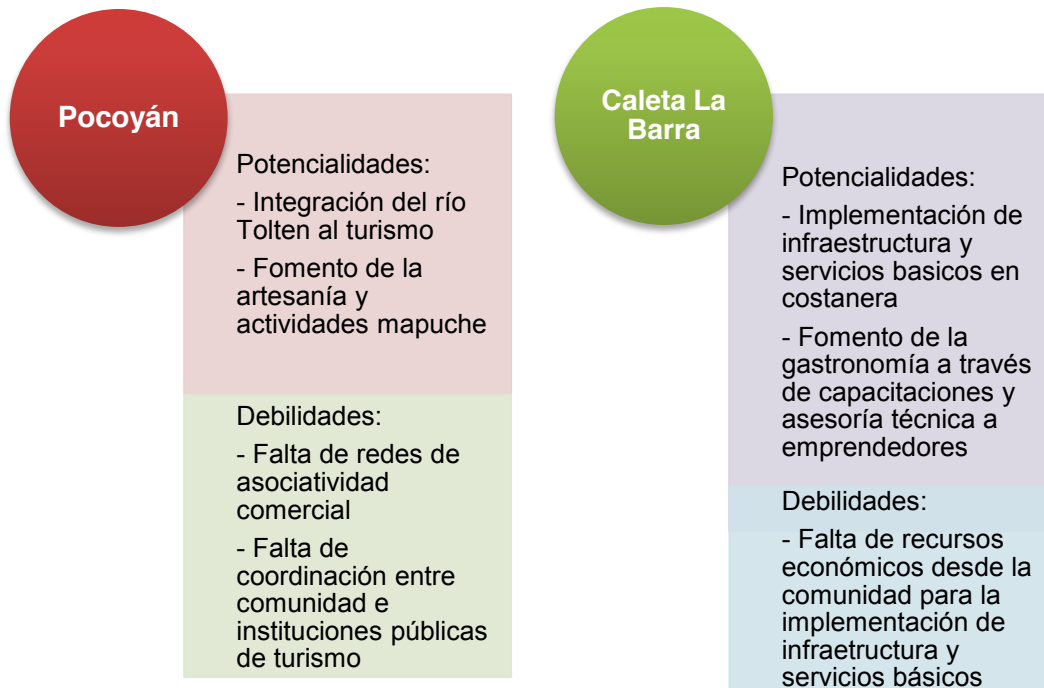 Pocoyán
Potencialidades:
- Integración del río
Tolten al turismo
- Fomento de la
artesanía y
actividades mapuche
Debilidades:
- Falta de redes de
asociatividad
comercial
- Falta de
coordinación entre
comunidad e
instituciones públicas
de turismo
Caleta La
Barra
Potencialidades:
- Implementación de
infraestructura y
servicios basicos en
costanera
- Fomento de la
gastronomía a través
de capacitaciones y
asesoría técnica a
emprendedores
Debilidades:
- Falta de recursos
económicos desde la
comunidad para la
implementación de
infraetructura y
servicios básicos